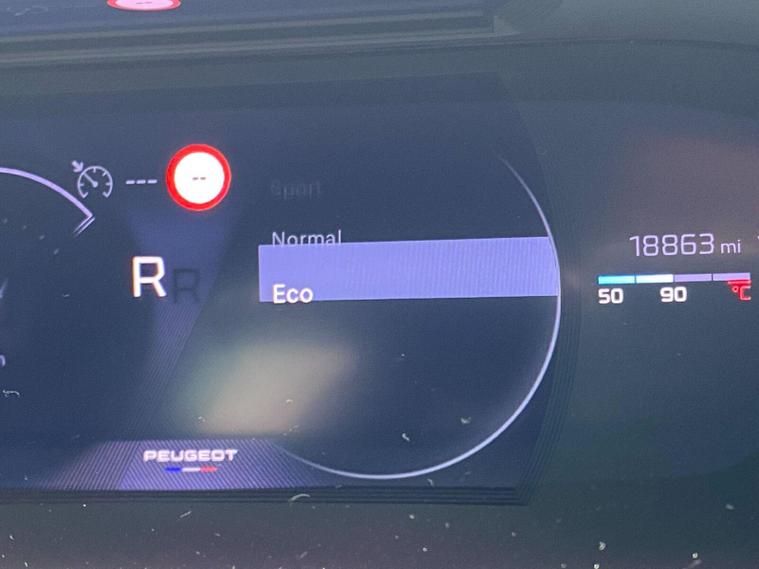 Sport
--- --
Normal
18863 mi
R
Eco
50 90 °C
PEUGEOT